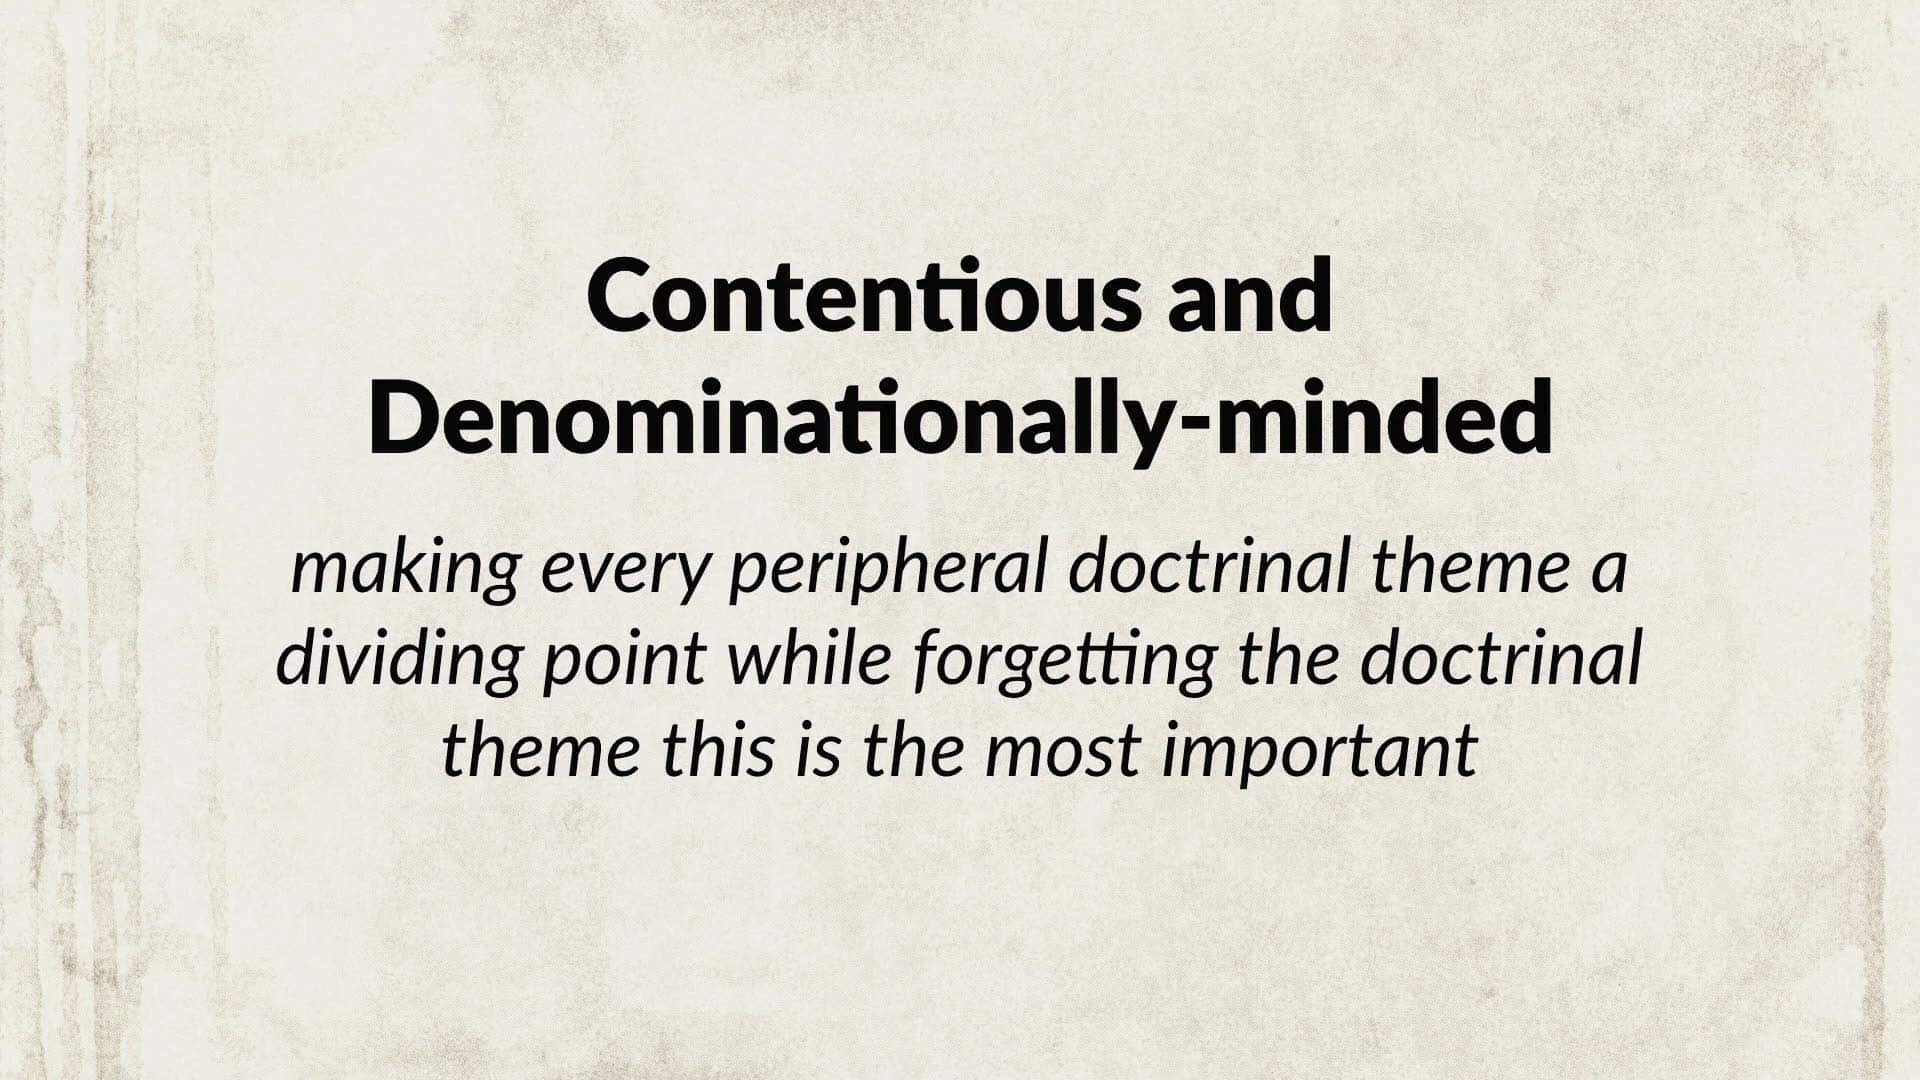 Contentious and
Denominationally-minded
making every peripheral doctrinal theme a
dividing point while forgetting the doctrinal
theme this is the most important